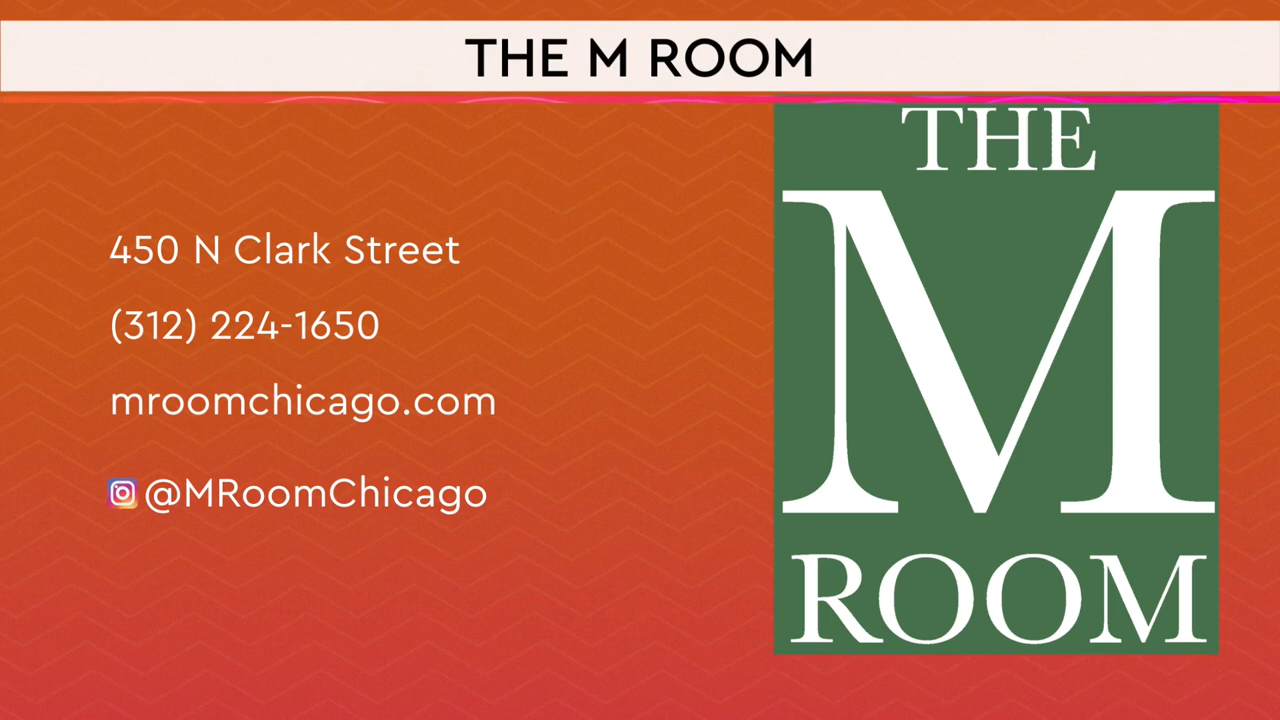 THE M ROOM
450 N Clark Street
(312) 224-1650
mroomchicago.com
@MRoomChicago
THE
M
ROOM